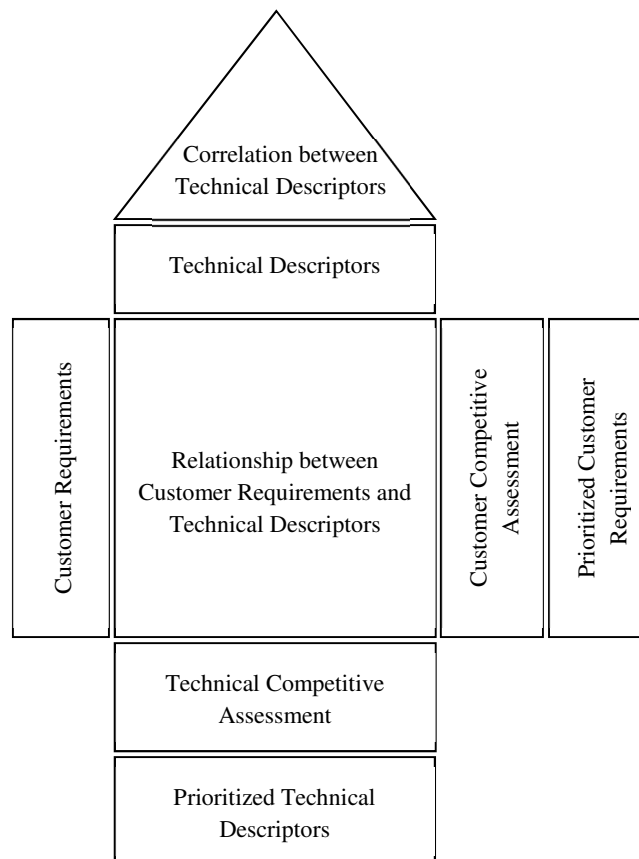 Correlation between
Technical Descriptors
Technical Descriptors
Customer Requirements
Relationship between
Customer Requirements and
Technical Descriptors
Customer Competitive
Assessment
Prioritized Customer
Requirements
Technical Competitive
Assessment
Prioritized Technical
Descriptors